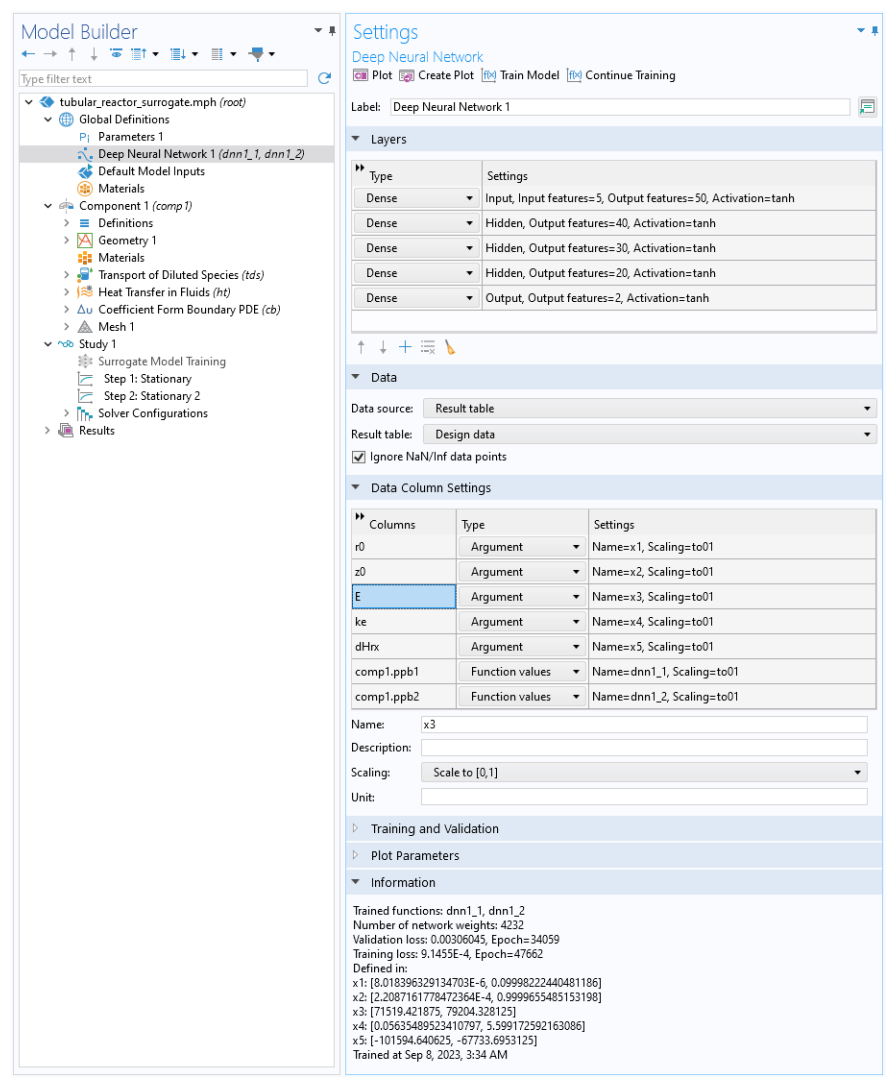 Model Builder
Type filter text
tubular_reactor_surrogate.mph (root)
Global Definitions
Pi Parameters 1
Deep Neural Network 1 (dnn1_1, dnn1_2)
Default Model Inputs
Materials
Component 1 (comp1)
Definitions
Geometry 1
Materials
Transport of Diluted Species (tds)
Heat Transfer in Fluids (ht)
Δu Coefficient Form Boundary PDE (cb)
Mesh 1
Study 1
Surrogate Model Training
Step 1: Stationary
Step 2: Stationary 2
Solver Configurations
Results
Settings
Deep Neural Network
Plot Create Plot f(x) Train Model f(x) Continue Training
Label: Deep Neural Network 1
Layers
Type Settings
Dense Input, Input features=5, Output features=50, Activation=tanh
Dense Hidden, Output features=40, Activation=tanh
Dense Hidden, Output features=30, Activation=tanh
Dense Hidden, Output features=20, Activation=tanh
Dense Output, Output features=2, Activation=tanh
Data
Data source: Result table
Result table: Design data
Ignore NaN/Inf data points
Data Column Settings
Columns Type Settings
r0 Argument Name=x1, Scaling=to01
z0 Argument Name=x2, Scaling=to01
E Argument Name=x3, Scaling=to01
ke Argument Name=x4, Scaling=to01
dHrx Argument Name=x5, Scaling=to01
comp1.ppb1 Function values Name=dnn1_1, Scaling=to01
comp1.ppb2 Function values Name=dnn1_2, Scaling=to01
Name: x3
Description:
Scaling: Scale to [0,1]
Unit:
Training and Validation
Plot Parameters
Information
Trained functions: dnn1_1, dnn1_2
Number of network weights: 4232
Validation loss: 0.00306045, Epoch=34059
Training loss: 9.1455E-4, Epoch=47662
Defined in:
x1: [8.018396329134703E-6, 0.09998222440481186]
x2: [2.2087161778472364E-4, 0.9999655485153198]
x3: [71519.421875, 79204.328125]
x4: [0.05635489523410797, 5.599172592163086]
x5: [-101594.640625, -67733.6953125]
Trained at Sep 8, 2023, 3:34 AM